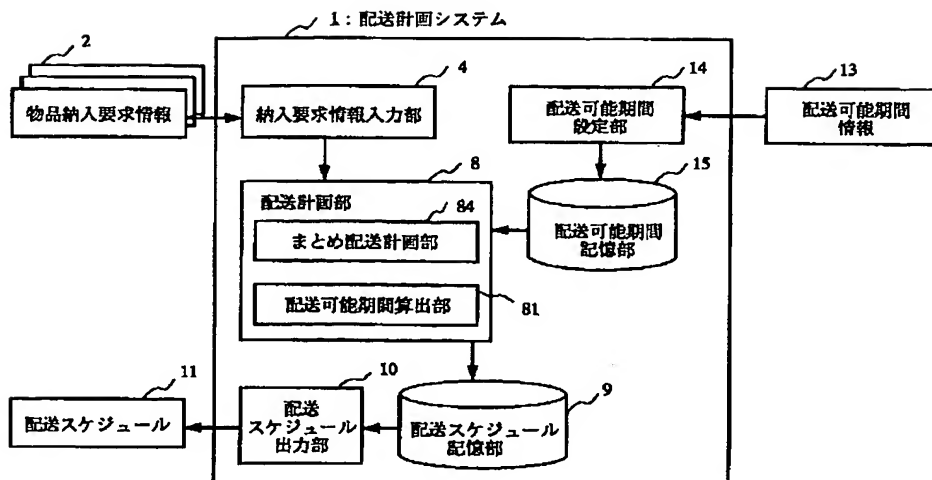 1：配送計画システム
2
物品納入要求情報
4
納入要求情報入力部
14
配送可能期間
設定部
13
配送可能期間
情報
8
配送計画部
84
まとめ配送計画部
配送可能期間算出部
81
15
配送可能期間
記憶部
11
配送スケジュール
10
配送
スケジュール
出力部
9
配送スケジュール
記憶部